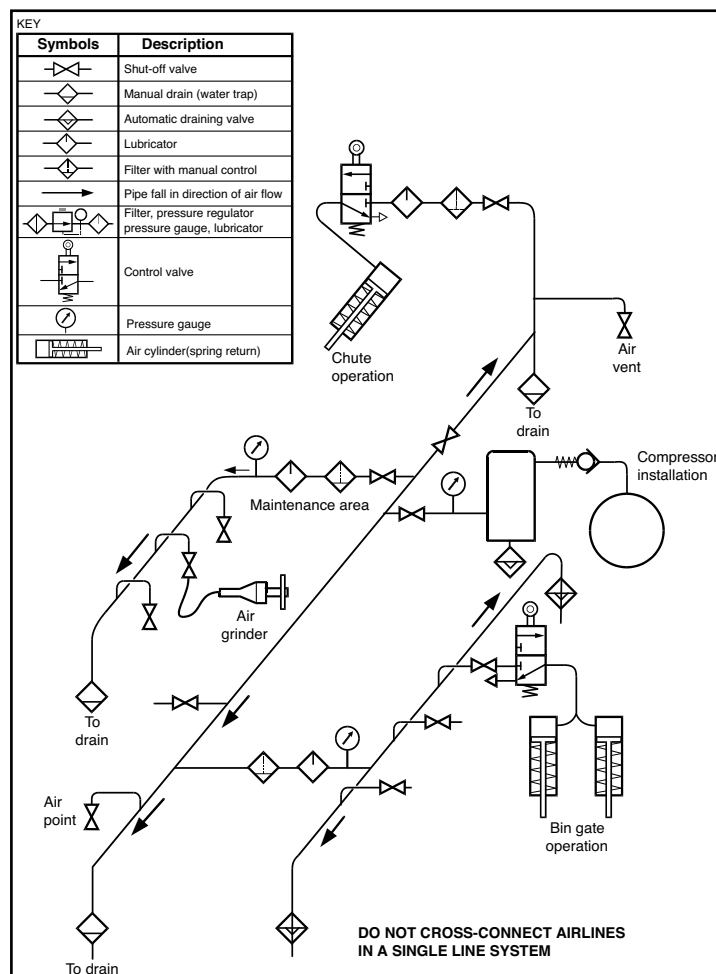 KEY
Symbols Description
Shut-off valve
Manual drain (water trap)
Automatic draining valve
Lubricator
Filter with manual control
Pipe fall in direction of air flow
Filter, pressure regulator
pressure gauge, lubricator
Control valve
Pressure gauge
Air cylinder(spring return)
Chute
operation
Air
vent
To
drain
Compressor
installation
Maintenance area
Air
grinder
To
drain
Air
point
Bin gate
operation
To drain
DO NOT CROSS-CONNECT AIRLINES
IN A SINGLE LINE SYSTEM